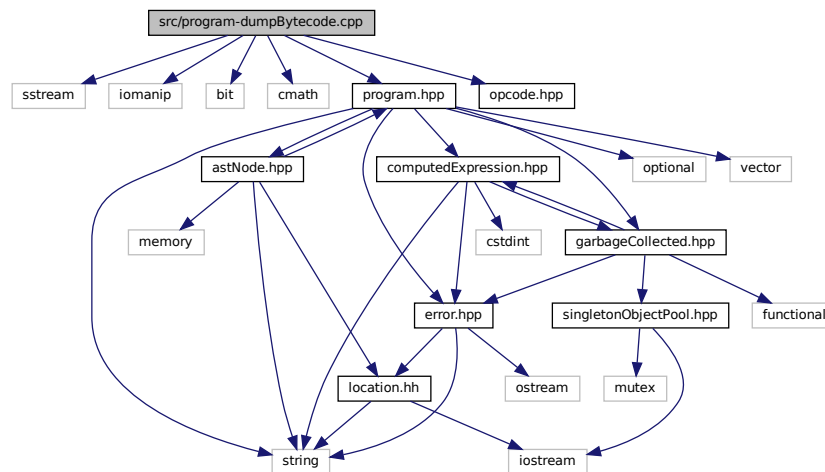 src/program-dumpBytecode.cpp
sstream
iomanip
bit
cmath
program.hpp
opcode.hpp
astNode.hpp
computedExpression.hpp
optional
vector
memory
cstdint
garbageCollected.hpp
error.hpp
singletonObjectPool.hpp
functional
location.hh
ostream
mutex
string
iostream